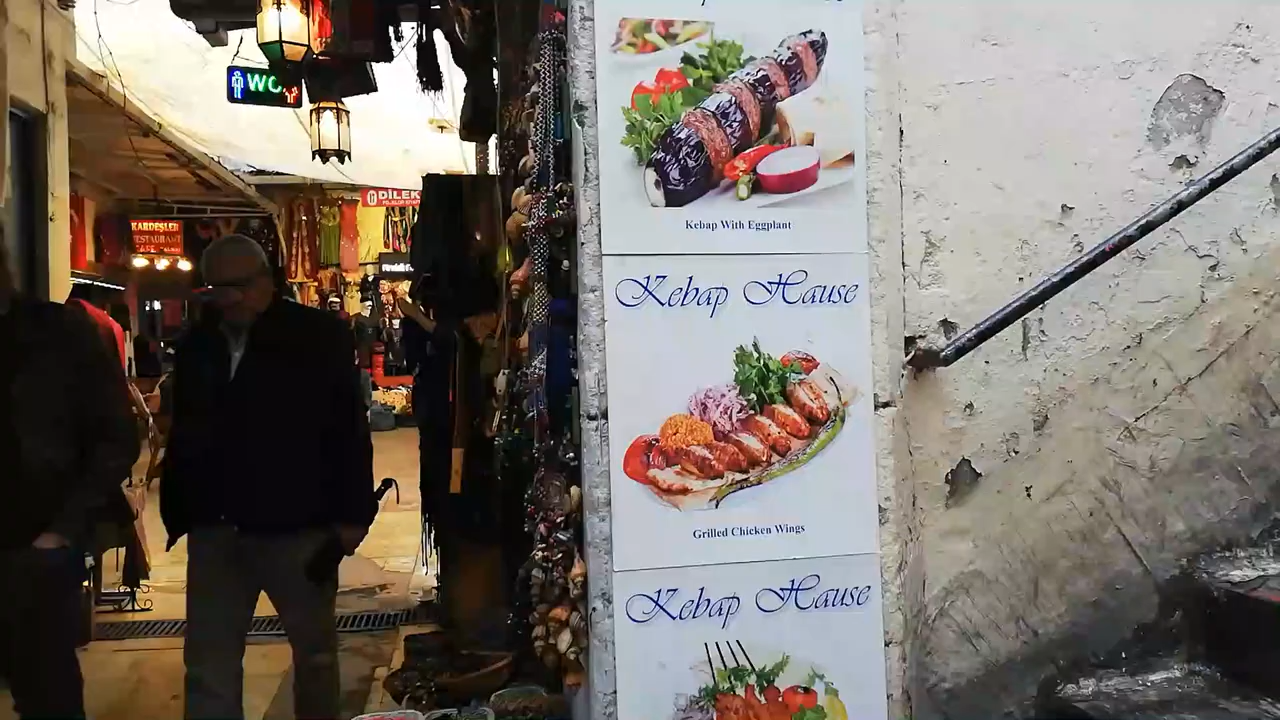 WC
DİLEK
KARDEŞLER
RESTAURANT
Kebap With Eggplant
Kebap Hause
Grilled Chicken Wings
Kebap Hause